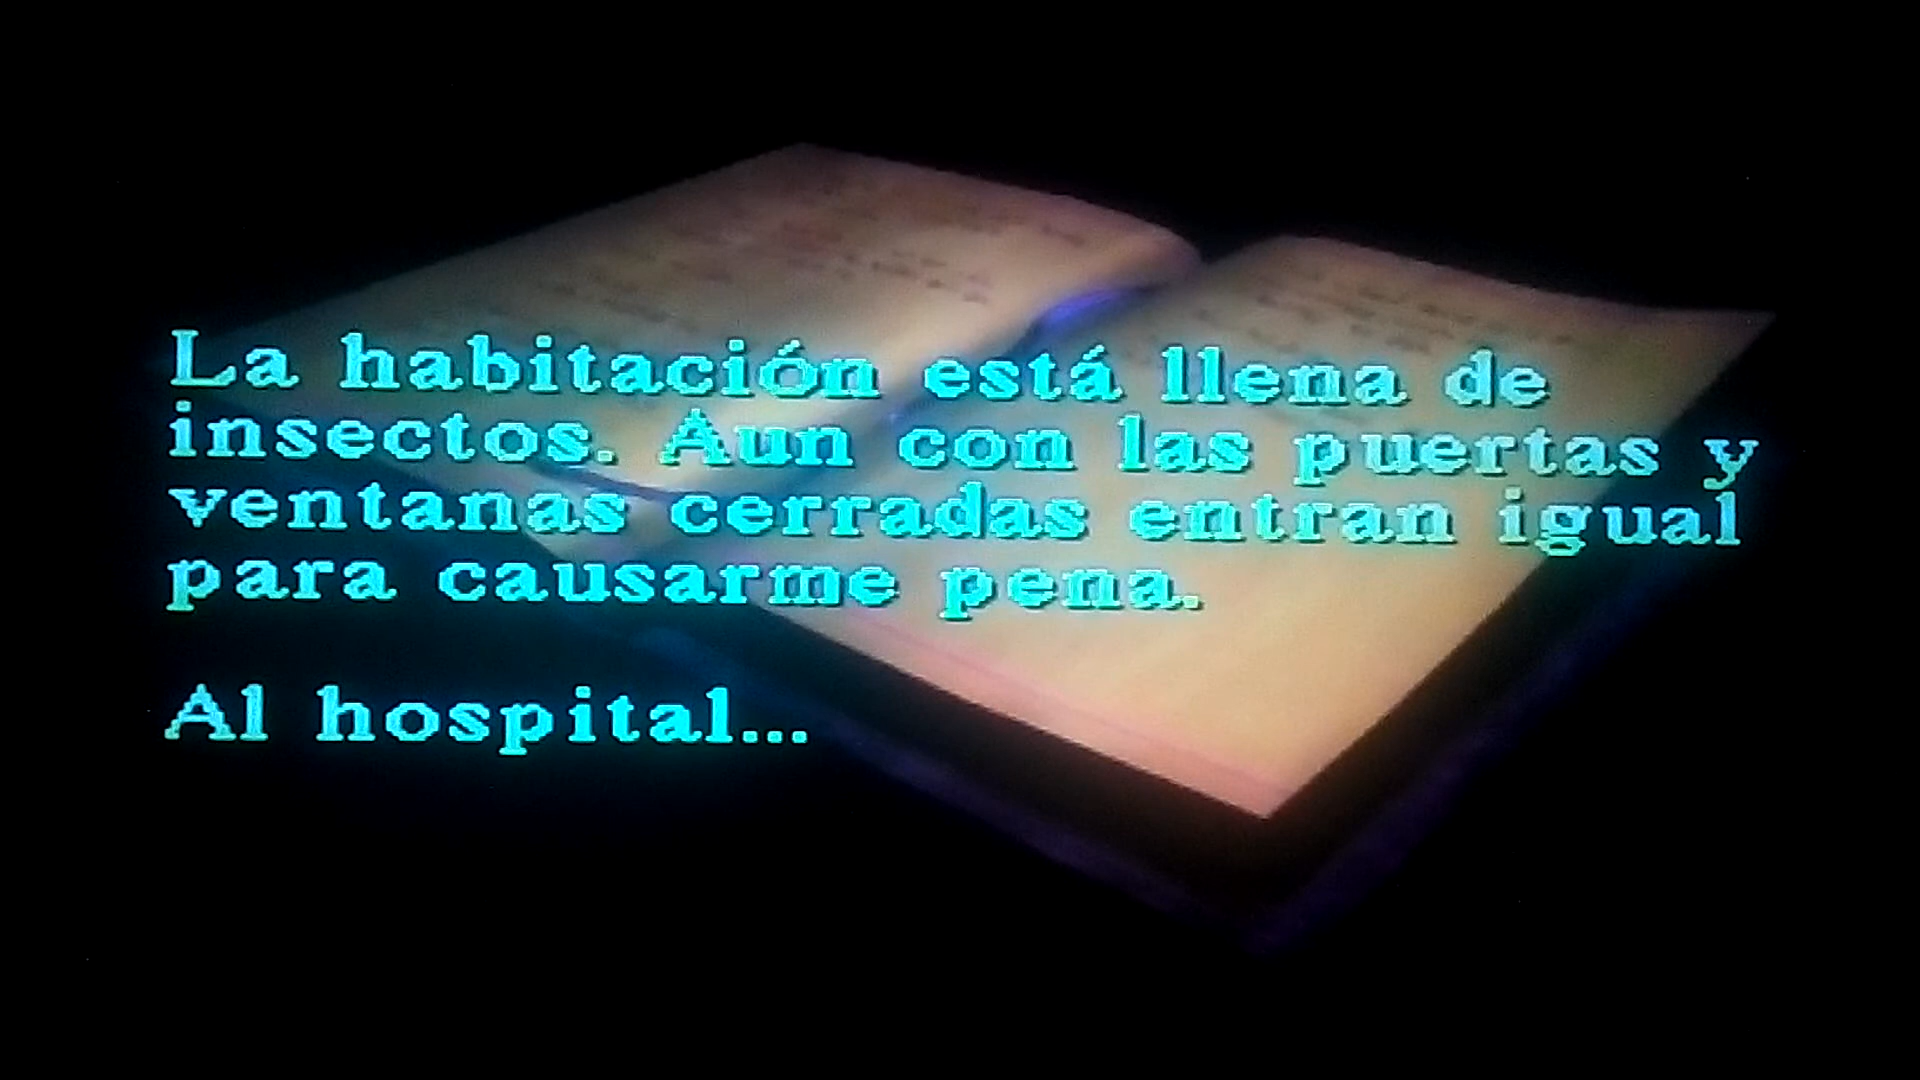 La habitación está llena de
insectos. Aun con las puertas y
ventanas cerradas entran igual
para causarme pena.
Al hospital...